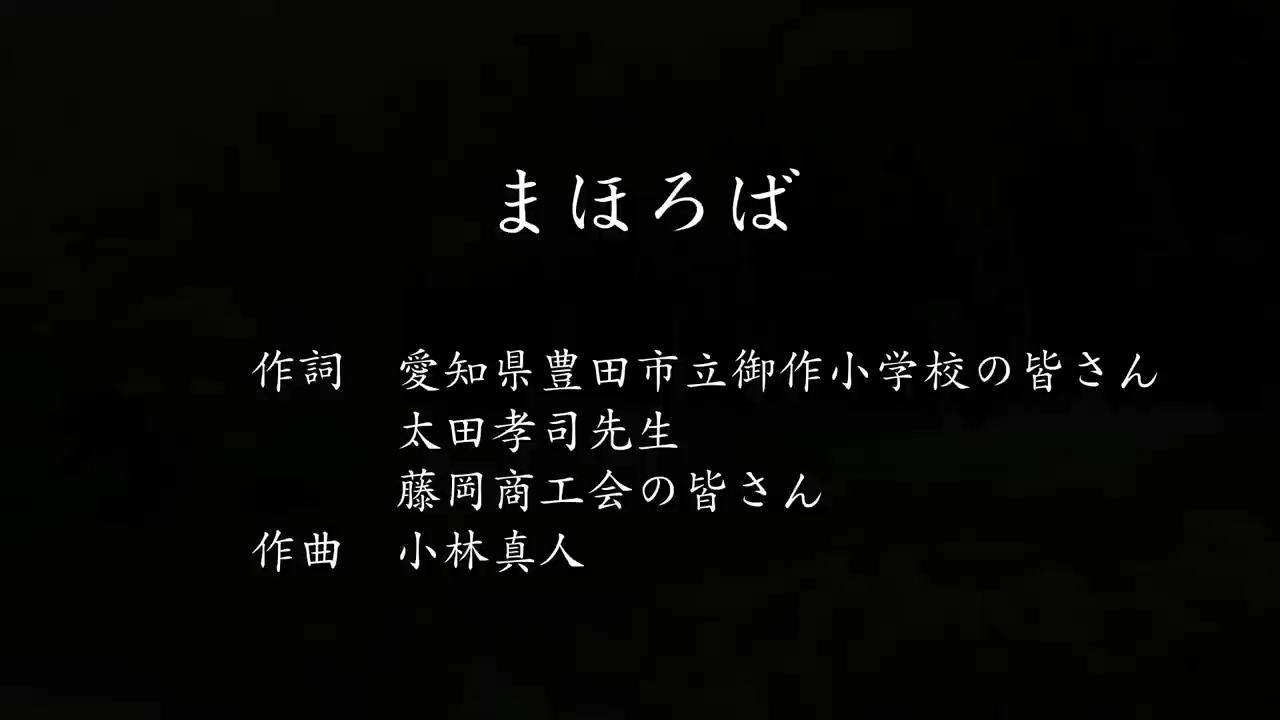 まほろば
作詞　愛知県豊田市立御作小学校の皆さん
太田孝司先生
藤岡商工会の皆さん
作曲　小林真人